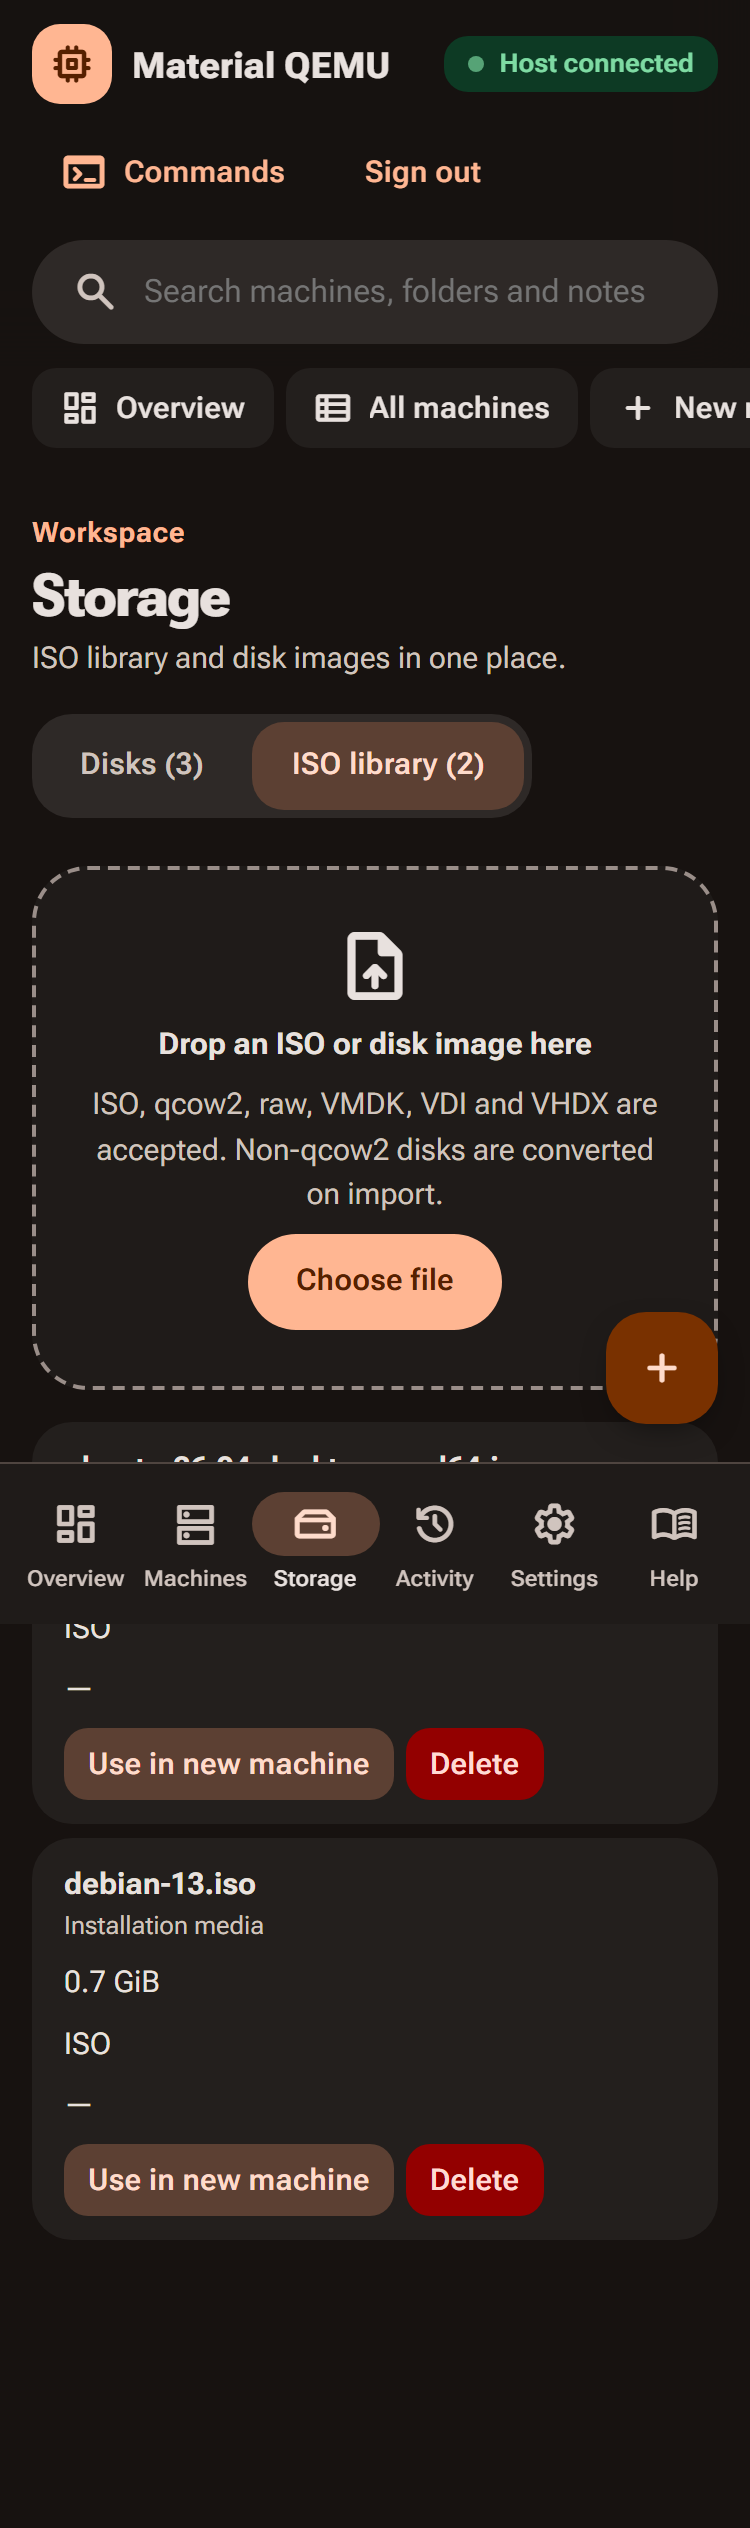 Material QEMU
Host connected
Commands
Sign out
Search machines, folders and notes
Overview
All machines
New
Workspace
Storage
ISO library and disk images in one place.
Disks (3)
ISO library (2)
Drop an ISO or disk image here
ISO, qcow2, raw, VMDK, VDI and VHDX are
accepted. Non-qcow2 disks are converted
on import.
Choose file
Overview
Machines
Storage
Activity
Settings
Help
ISO
—
Use in new machine
Delete
debian-13.iso
Installation media
0.7 GiB
ISO
—
Use in new machine
Delete